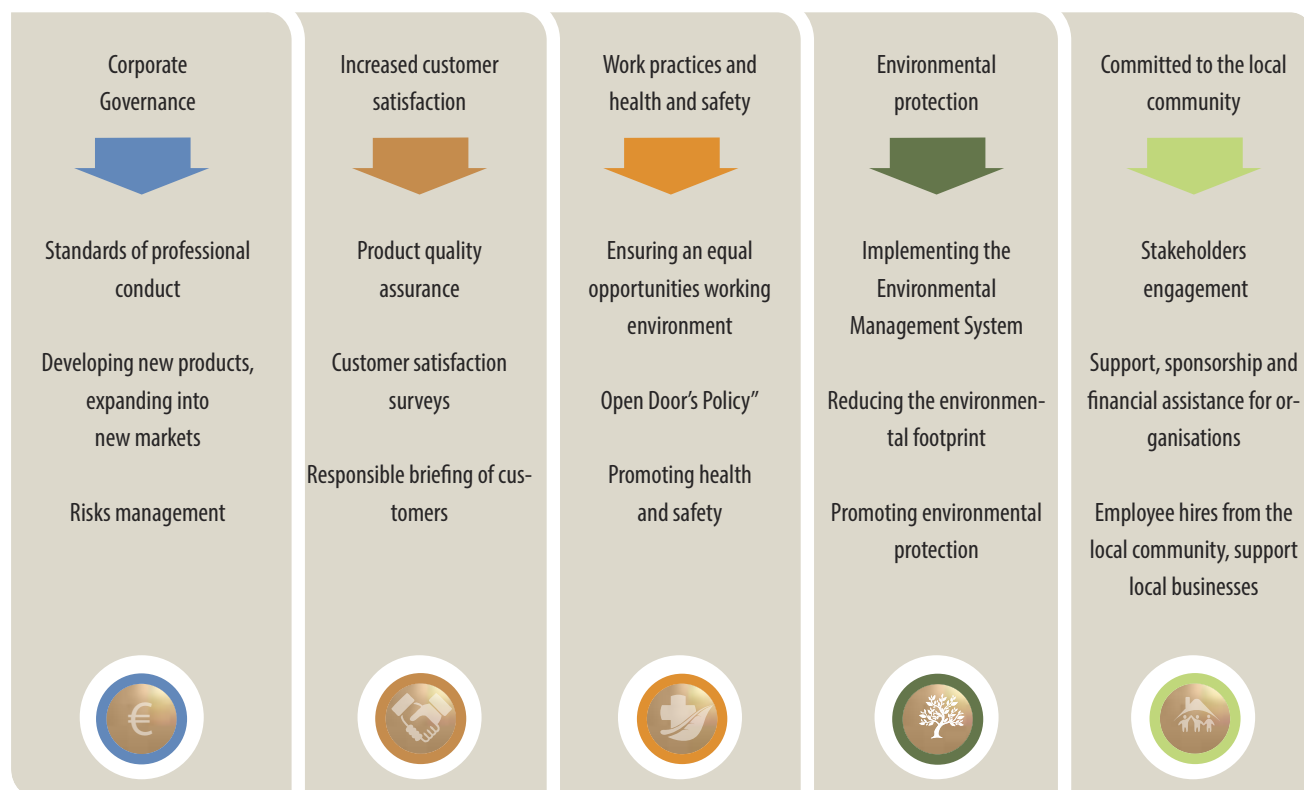 Corporate
Governance
Standards of professional
conduct
Developing new products,
expanding into
new markets
Risks management
€
Increased customer
satisfaction
Product quality
assurance
Customer satisfaction
surveys
Responsible briefing of cus-
tomers
Work practices and
health and safety
Ensuring an equal
opportunities working
environment
Open Door's Policy”
Promoting health
and safety
Environmental
protection
Implementing the
Environmental
Management System
Reducing the environmen-
tal footprint
Promoting environmental
protection
Committed to the local
community
Stakeholders
engagement
Support, sponsorship and
financial assistance for or-
ganisations
Employee hires from the
local community, support
local businesses